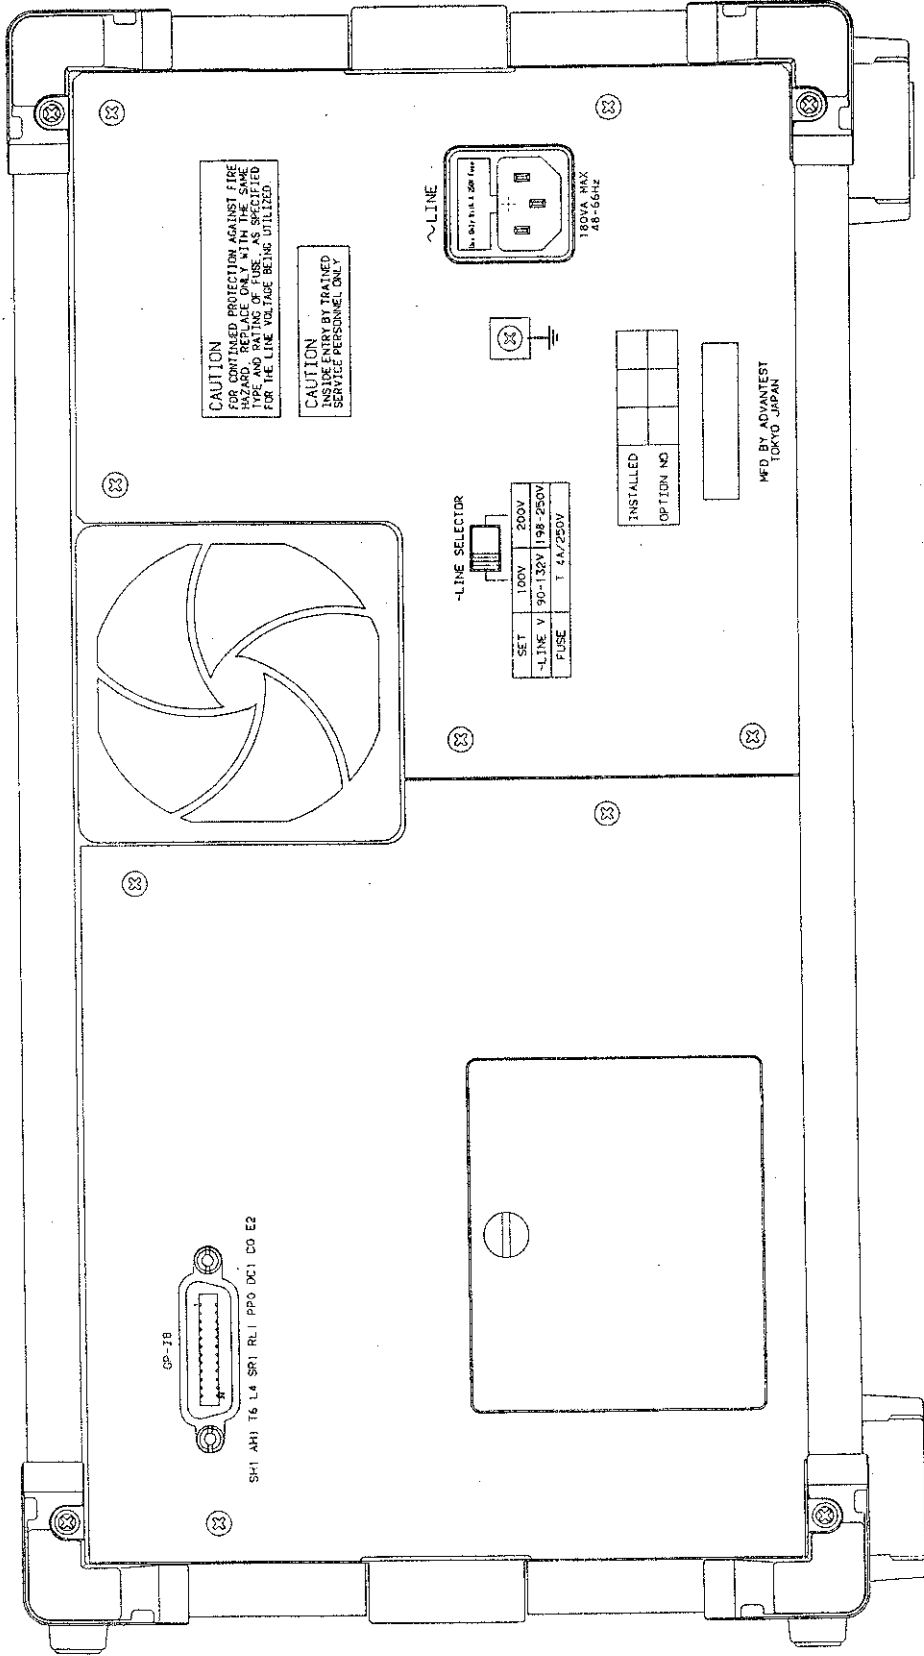 GP-IB
SH1 AH1 T6 L4 SR1 RL1 PP0 DC1 C0 E2
CAUTION
FOR CONTINUED PROTECTION AGAINST FIRE
HAZARD, REPLACE ONLY WITH THE SAME
TYPE AND RATING OF FUSE, AS SPECIFIED
FOR THE LINE VOLTAGE BEING UTILIZED.
CAUTION
INSIDE ENTRY BY TRAINED
SERVICE PERSONNEL ONLY
~LINE SELECTOR
SET 100V 200V
~LINE V 90-132V 198-250V
FUSE T 4A/250V
~LINE
180VA MAX
48-66Hz
INSTALLED
OPTION NO
MFD BY ADVANTEST
TOKYO JAPAN